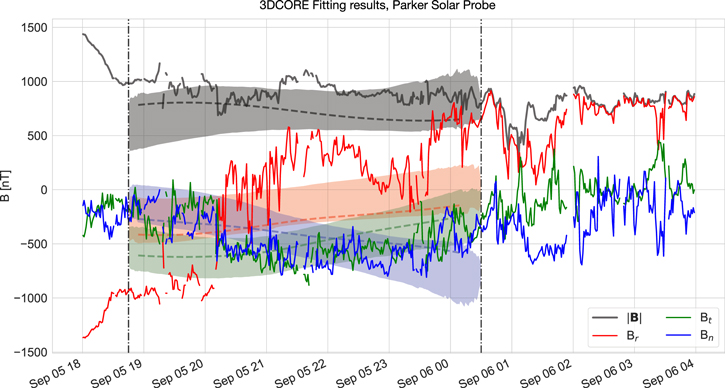 3DCORE Fitting results, Parker Solar Probe
1500
1000
500
0
−500
−1000
−1500
B [nT]
|B|
B_r
B_t
B_n
Sep 05 18
Sep 05 19
Sep 05 20
Sep 05 21
Sep 05 22
Sep 05 23
Sep 06 00
Sep 06 01
Sep 06 02
Sep 06 03
Sep 06 04